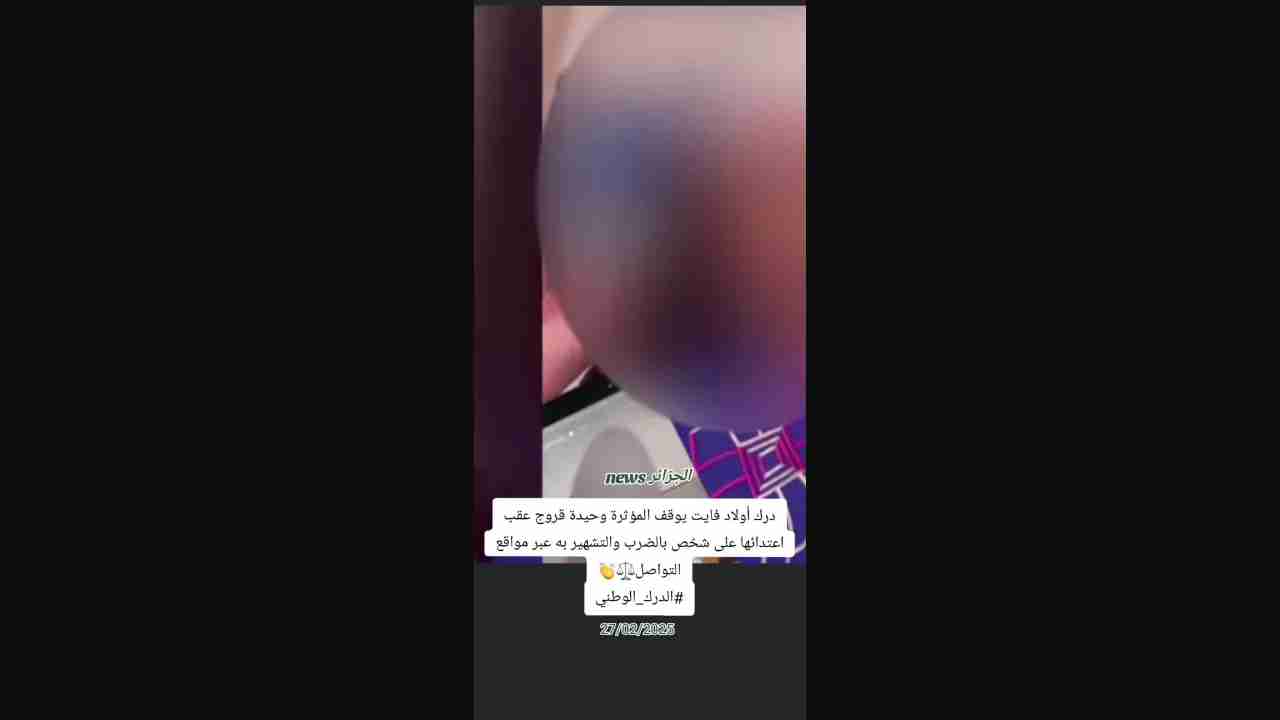 الجزائر news
درك أولاد فايت يوقف المؤثرة وحيدة قروج عقب
اعتدائها على شخص بالضرب والتشهير به عبر مواقع
التواصل⚖️👏
#الدرك_الوطني
27/02/2025